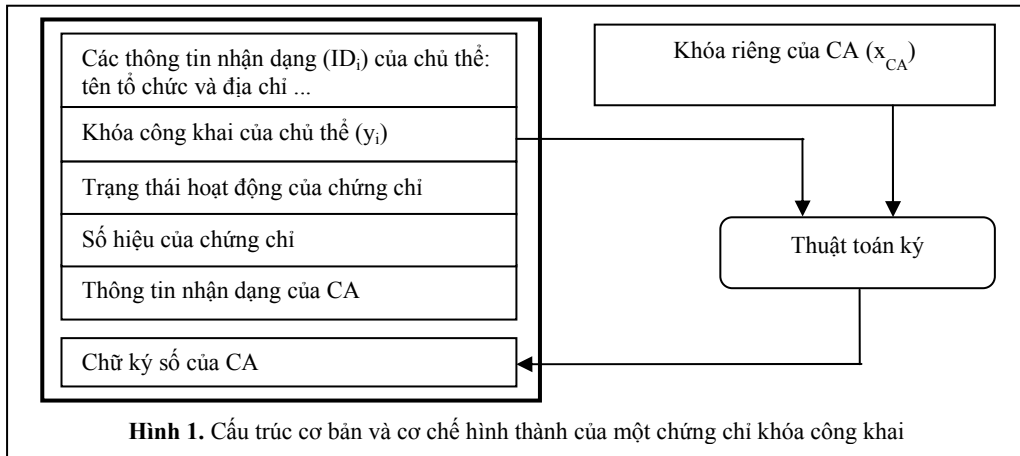 Các thông tin nhận dạng (IDi) của chủ thể:
tên tổ chức và địa chỉ ...
Khóa công khai của chủ thể (yi)
Trạng thái hoạt động của chứng chỉ
Số hiệu của chứng chỉ
Thông tin nhận dạng của CA
Chữ ký số của CA
Khóa riêng của CA (xCA)
Thuật toán ký
Hình 1. Cấu trúc cơ bản và cơ chế hình thành của một chứng chỉ khóa công khai